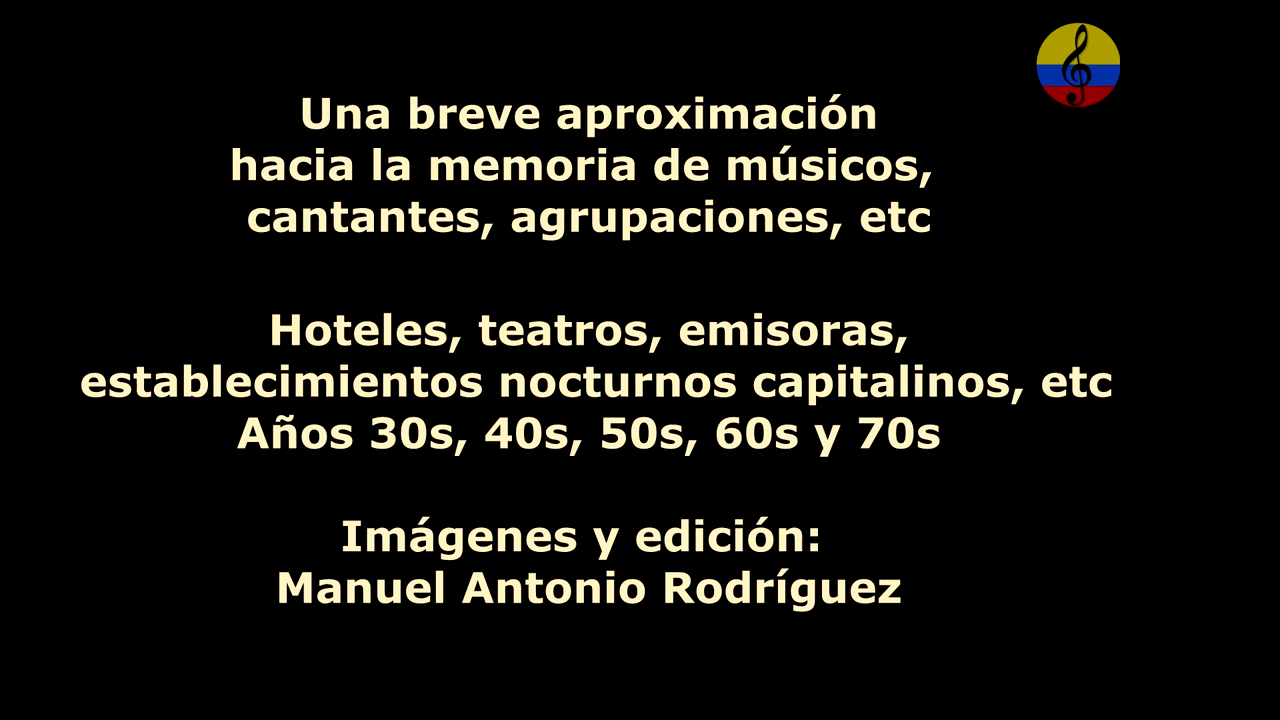 Una breve aproximación
hacia la memoria de músicos,
cantantes, agrupaciones, etc
Hoteles, teatros, emisoras,
establecimientos nocturnos capitalinos, etc
Años 30s, 40s, 50s, 60s y 70s
Imágenes y edición:
Manuel Antonio Rodríguez